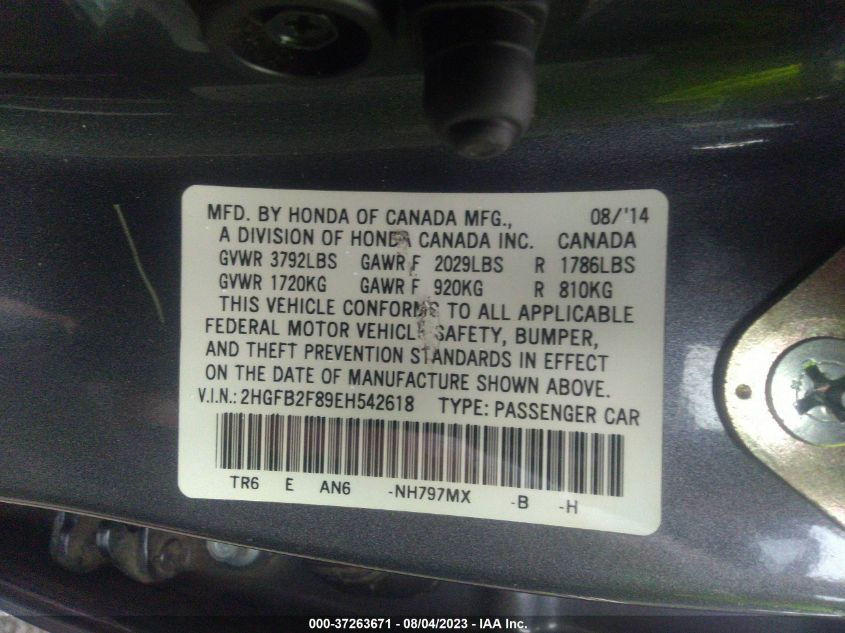 MFD. BY HONDA OF CANADA MFG., 08/'14
A DIVISION OF HONDA CANADA INC. CANADA
GVWR 3792LBS GAWR F 2029LBS R 1786LBS
GVWR 1720KG GAWR F 920KG R 810KG
THIS VEHICLE CONFORMS TO ALL APPLICABLE
FEDERAL MOTOR VEHICLE SAFETY, BUMPER,
AND THEFT PREVENTION STANDARDS IN EFFECT
ON THE DATE OF MANUFACTURE SHOWN ABOVE.
V.I.N.: 2HGFB2F89EH542618 TYPE: PASSENGER CAR
TR6 E AN6 -NH797MX -B -H
000-37263671 - 08/04/2023 - IAA Inc.